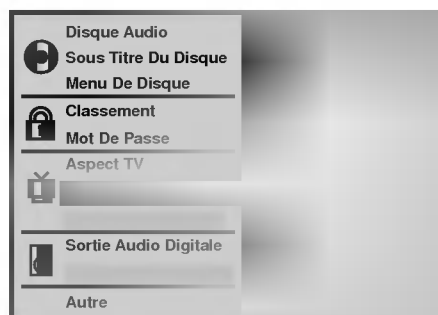 Disque Audio
Sous Titre Du Disque
Menu De Disque
Classement
Mot De Passe
Aspect TV
Sortie Audio Digitale
Autre